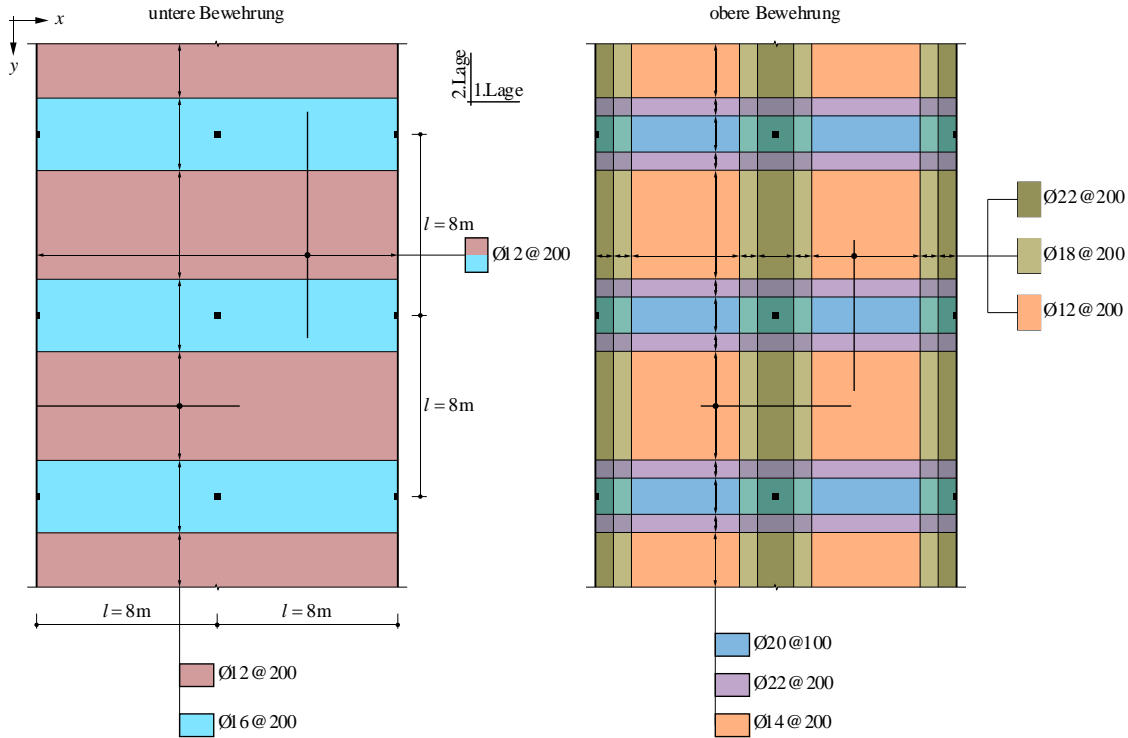 untere Bewehrung
obere Bewehrung
x
y
2.Lage
1.Lage
l = 8m
l = 8m
Ø12@200
Ø22@200
Ø18@200
Ø12@200
l = 8m
l = 8m
Ø12@200
Ø16@200
Ø20@100
Ø22@200
Ø14@200